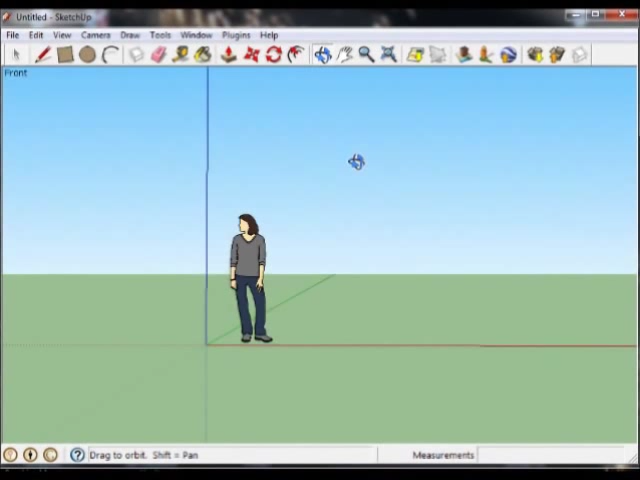 Untitled - SketchUp
File Edit View Camera Draw Tools Window Plugins Help
Front
Drag to orbit. Shift = Pan Measurements